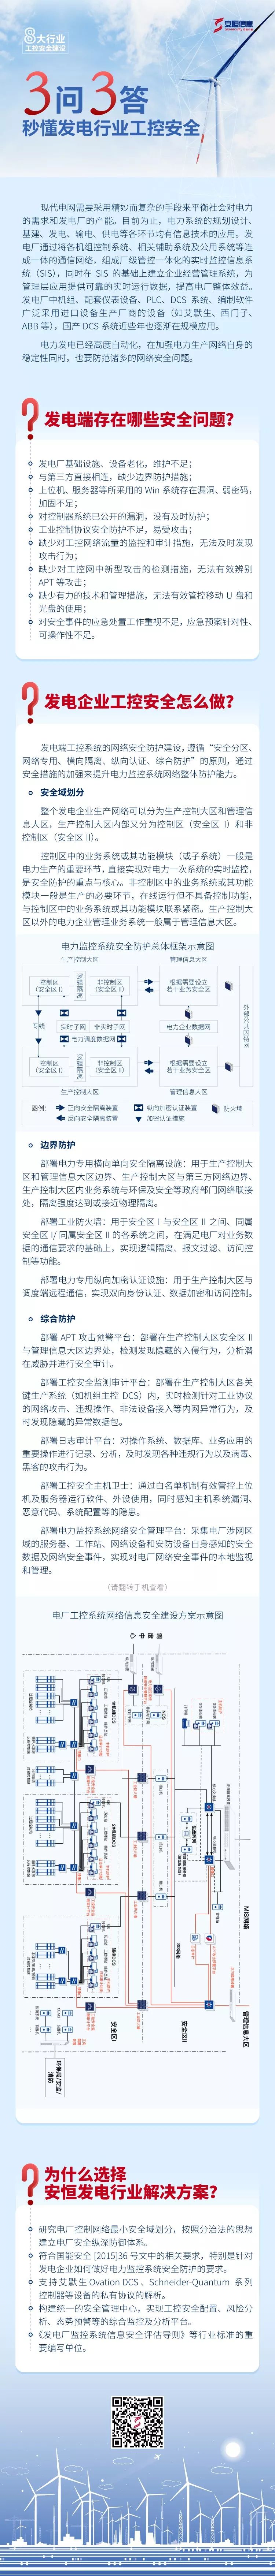 8大行业
工控安全建设
安恒信息
3问3答
秒懂发电行业工控安全
现代电网需要采用精妙而复杂的手段来平衡社会对电力
的需求和发电厂的产能。目前为止，电力系统的规划设计、
基建、发电、输电、供电等各环节均有信息技术的应用。发
电厂通过将各机组控制系统、相关辅助系统及公用系统等连
成一体的通信网络，组成厂级管控一体化的实时监控信息系
统（SIS），同时在 SIS 的基础上建立企业经营管理系统，为
管理层应用提供可靠的实时运行数据，提高电厂整体效益。
发电厂中机组、配套仪表设备、PLC、DCS 系统、编制软件
广泛采用进口设备生产厂商的设备（如艾默生、西门子、
ABB 等），国产 DCS 系统近些年也逐渐在规模应用。
电力发电已经高度自动化，在加强电力生产网络自身的
稳定性同时，也要防范诸多的网络安全问题。
发电端存在哪些安全问题？
发电厂基础设施、设备老化，维护不足；
与第三方直接相连，缺少边界防护措施；
上位机、服务器等所采用的 Win 系统存在漏洞、弱密码，
加固不足；
对控制器系统已公开的漏洞，没有及时防护；
工业控制协议安全防护不足，易受攻击；
缺少对工控网络流量的监控和审计措施，无法及时发现
攻击行为；
缺少对工控网中新型攻击的检测措施，无法有效辨别
APT 等攻击；
缺少有力的技术和管理措施，无法有效管控移动 U 盘和
光盘的使用；
对安全事件的应急处置工作重视不足，应急预案针对性、
可操作性不足。
发电企业工控安全怎么做？
发电端工控系统的网络安全防护建设，遵循“安全分区、
网络专用、横向隔离、纵向认证、综合防护”的原则，通过
安全措施的加强来提升电力监控系统网络整体防护能力。
安全域划分
整个发电企业生产网络可以分为生产控制大区和管理信
息大区，生产控制大区内部又分为控制区（安全区 I）和非
控制区（安全区 II）。
控制区中的业务系统或其功能模块（或子系统）一般是
电力生产的重要环节，直接实现对电力一次系统的实时监控，
是安全防护的重点与核心。非控制区中的业务系统或其功能
模块一般是生产的必要环节，在线运行但不具备控制功能，
与控制区中的业务系统或其功能模块联系紧密。生产控制大
区以外的电力企业管理业务系统一般属于管理信息大区。
电力监控系统安全防护总体框架示意图
生产控制大区
管理信息大区
控制区
（安全区 I）
逻辑隔离
非控制区
（安全区 II）
根据需要设立
若干业务安全区
专线
实时子网
非实时子网
电力调度数据网
电力企业数据网
外部公共因特网
控制区
（安全区 I）
逻辑隔离
非控制区
（安全区 II）
根据需要设立
若干业务安全区
生产控制大区
管理信息大区
图例：
正向安全隔离装置
纵向加密认证装置
防火墙
反向安全隔离装置
加密认证措施
边界防护
部署电力专用横向单向安全隔离设施：用于生产控制大
区和管理信息大区边界、生产控制大区与第三方网络边界、
生产控制大区内业务系统与环保及安全等政府部门网络联接
处，隔离强度达到或接近物理隔离。
部署工业防火墙：用于安全区 I 与安全区 II 之间、同属
安全区 I/ 同属安全区 II 的各系统之间，在满足电厂对业务数
据的通信要求的基础上，实现逻辑隔离、报文过滤、访问控
制等功能。
部署电力专用纵向加密认证设施：用于生产控制大区与
调度端远程通信，实现双向身份认证、数据加密和访问控制。
综合防护
部署 APT 攻击预警平台：部署在生产控制大区安全区 II
与管理信息大区边界处，检测发现隐藏的入侵行为，分析潜
在威胁并进行安全审计。
部署工控安全监测审计平台：部署在生产控制大区各关
键生产系统（如机组主控 DCS）内，实时检测针对工业协议
的网络攻击、违规操作、非法设备接入等内网异常行为，及
时发现隐藏的异常数据包。
部署日志审计平台：对操作系统、数据库、业务应用的
重要操作进行记录、分析，及时发现各种违规行为以及病毒、
黑客的攻击行为。
部署工控安全主机卫士：通过白名单机制有效管控上位
机及服务器运行软件、外设使用，同时感知主机系统漏洞、
恶意代码、系统配置等的隐患。
部署电力监控系统网络安全管理平台：采集电厂涉网区
域的服务器、工作站、网络设备和安防设备自身感知的安全
数据及网络安全事件，实现对电厂网络安全事件的本地监视
和管理。
（请翻转手机查看）
电厂工控系统网络信息安全建设方案示意图
调度中心
MIS网络
管理信息大区
SIS网络
安全区II
安全区I
环保局/安监/
消防
为什么选择
安恒发电行业解决方案？
研究电厂控制网络最小安全域划分，按照分治法的思想
建立电厂安全纵深防御体系。
符合国能安全 [2015]36 号文中的相关要求，特别是针对
发电企业如何做好电力监控系统安全防护的要求。
支持艾默生 Ovation DCS 、Schneider-Quantum 系列
控制器等设备的私有协议的解析。
构建统一的安全管理中心，实现工控安全配置、风险分
析、态势预警等的综合监控及分析平台。
《发电厂监控系统信息安全评估导则》等行业标准的重
要编写单位。